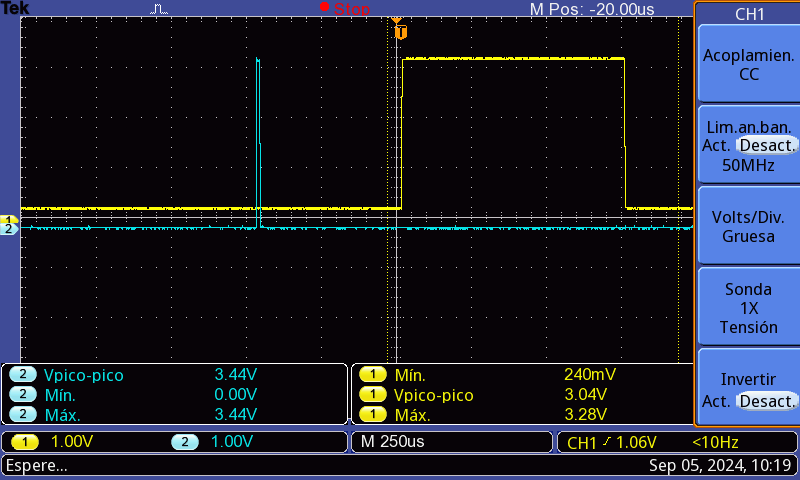 Tek
Stop
M Pos: -20.00us
CH1
T
Acoplamien.
CC
Lim.an.ban.
Act. Desact.
50MHz
Volts/Div.
Gruesa
Sonda
1X
Tensión
Invertir
Act. Desact.
1
2
2 Vpico-pico 3.44V
2 Mín. 0.00V
2 Máx. 3.44V
1 Mín. 240mV
1 Vpico-pico 3.04V
1 Máx. 3.28V
1 1.00V 2 1.00V
M 250us
CH1 1.06V <10Hz
Espere...
Sep 05, 2024, 10:19